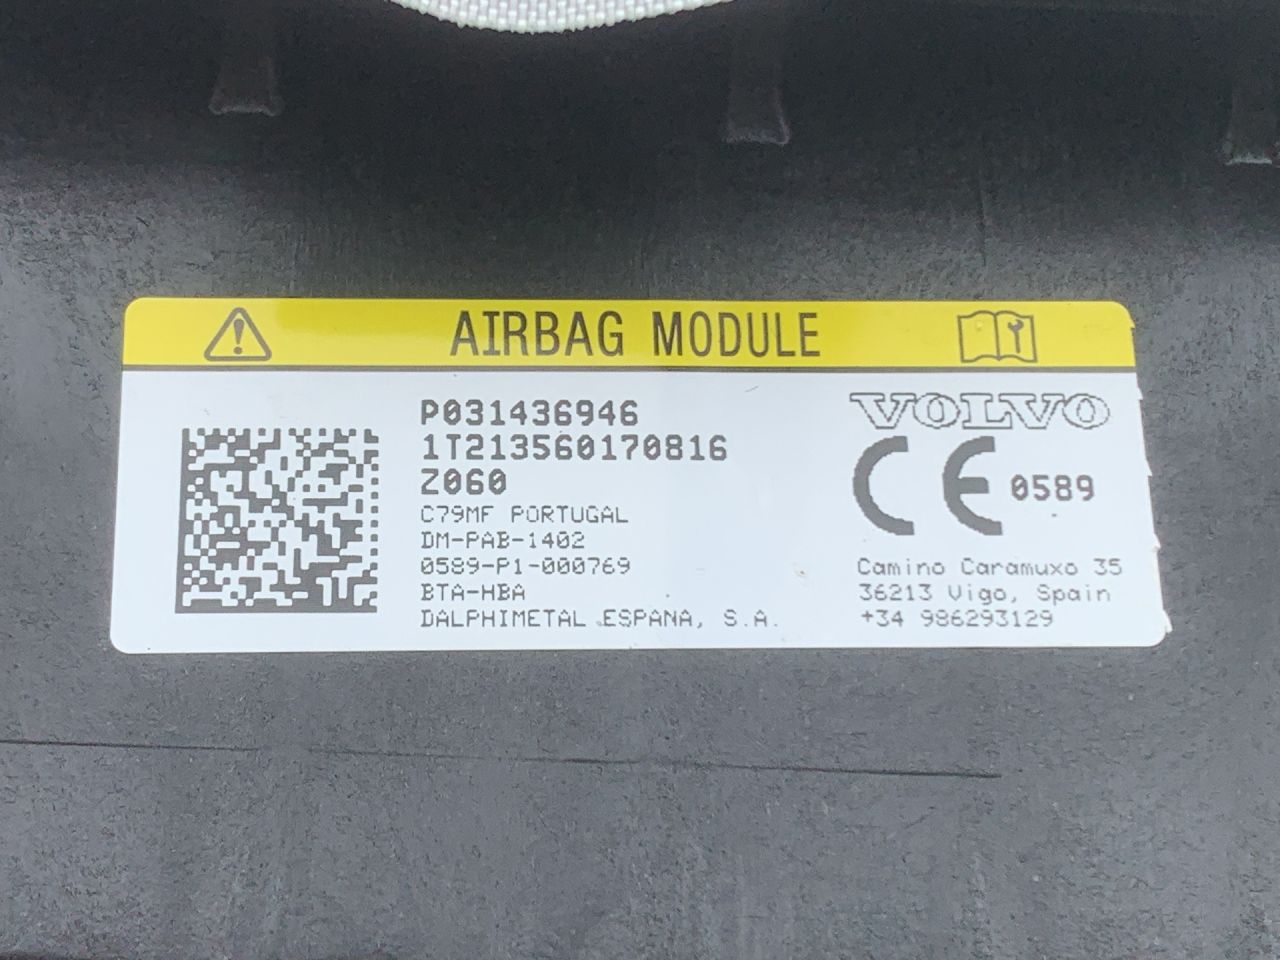 AIRBAG MODULE
P031436946
1T213560170816
Z060
C79MF PORTUGAL
DM-PAB-1402
0589-P1-000769
BTA-HBA
DALPHIMETAL ESPANA, S.A.
VOLVO
CE 0589
Camino Caramuxo 35
36213 Vigo, Spain
+34 986293129